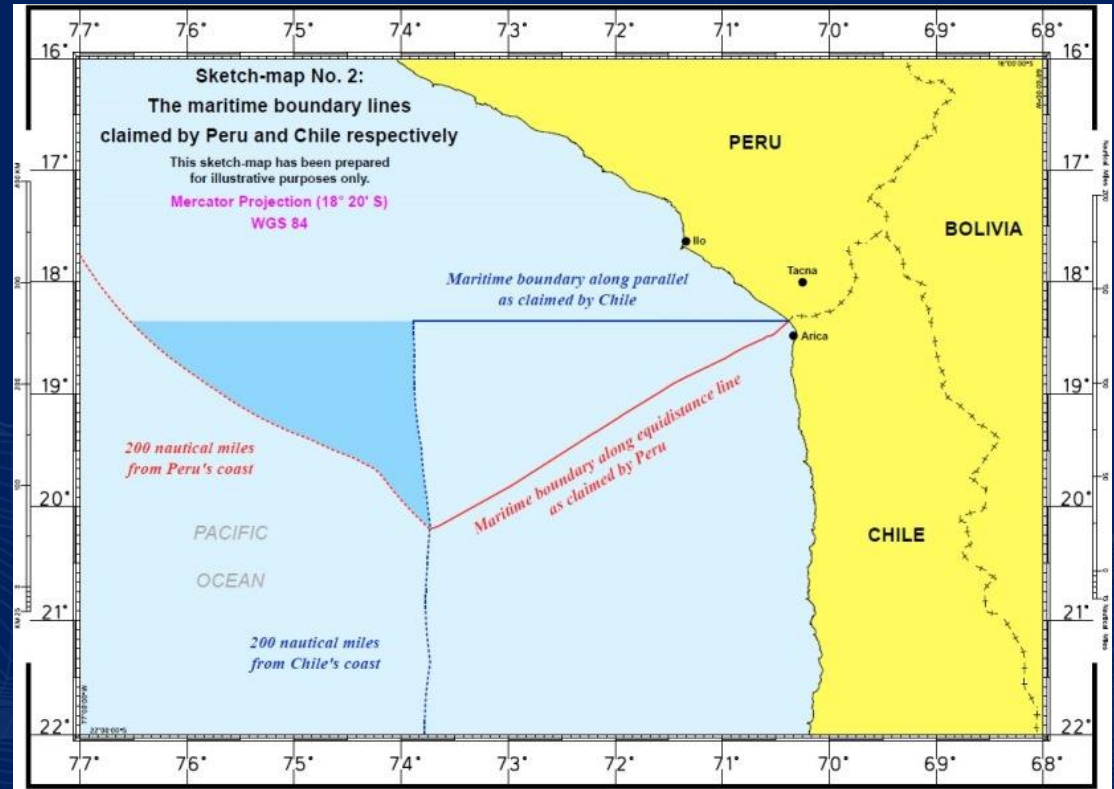 77° 76° 75° 74° 73° 72° 71° 70° 69° 68°
16° 16°
Sketch-map No. 2:
The maritime boundary lines
claimed by Peru and Chile respectively
This sketch-map has been prepared
for illustrative purposes only.
Mercator Projection (18° 20' S)
WGS 84
PERU
17° 17°
BOLIVIA
Ilo
Tacna
18° 18°
Maritime boundary along parallel
as claimed by Chile
Arica
19° 19°
Maritime boundary along equidistance line
as claimed by Peru
200 nautical miles
from Peru's coast
20° 20°
PACIFIC
OCEAN
CHILE
21° 21°
200 nautical miles
from Chile's coast
22° 22°
77° 76° 75° 74° 73° 72° 71° 70° 69° 68°